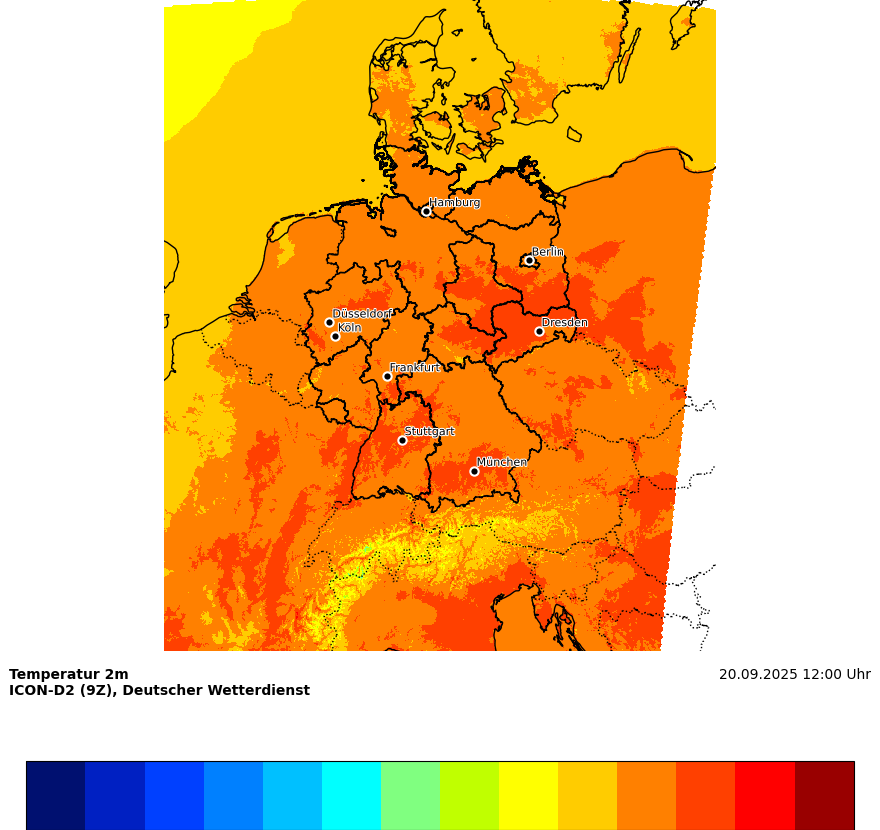 Hamburg
Berlin
Düsseldorf
Köln
Dresden
Frankfurt
Stuttgart
München
Temperatur 2m
20.09.2025 12:00 Uhr
ICON-D2 (9Z), Deutscher Wetterdienst